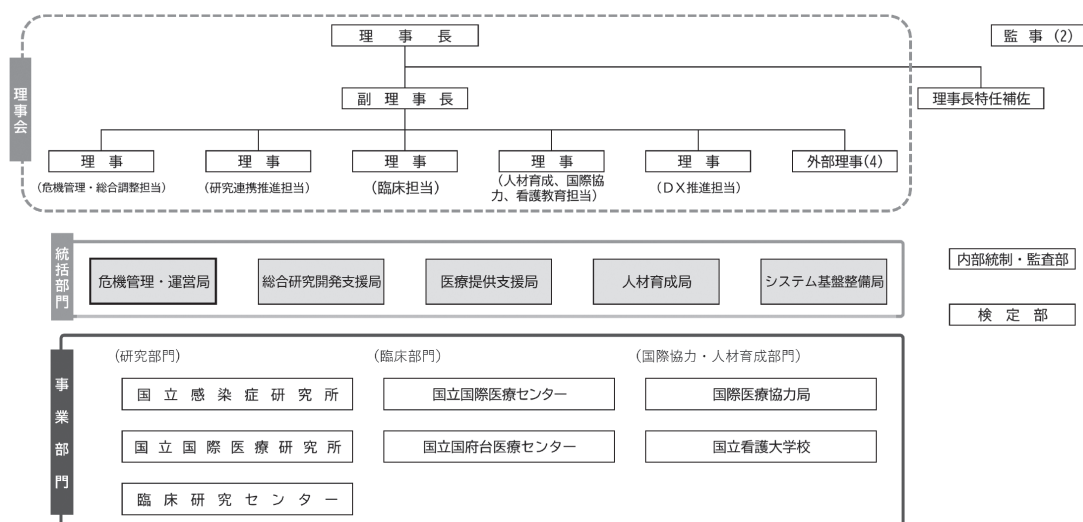 理事長
監事(2)
理事会
副理事長
理事長特任補佐
理事
(危機管理・総合調整担当)
理事
(研究連携推進担当)
理事
(臨床担当)
理事
(人材育成、国際協
力、看護教育担当)
理事
(DX推進担当)
外部理事(4)
統括部門
危機管理・運営局
総合研究開発支援局
医療提供支援局
人材育成局
システム基盤整備局
内部統制・監査部
検定部
事業部門
(研究部門)
国立感染症研究所
国立国際医療研究所
臨床研究センター
(臨床部門)
国立国際医療センター
国立国府台医療センター
(国際協力・人材育成部門)
国際医療協力局
国立看護大学校